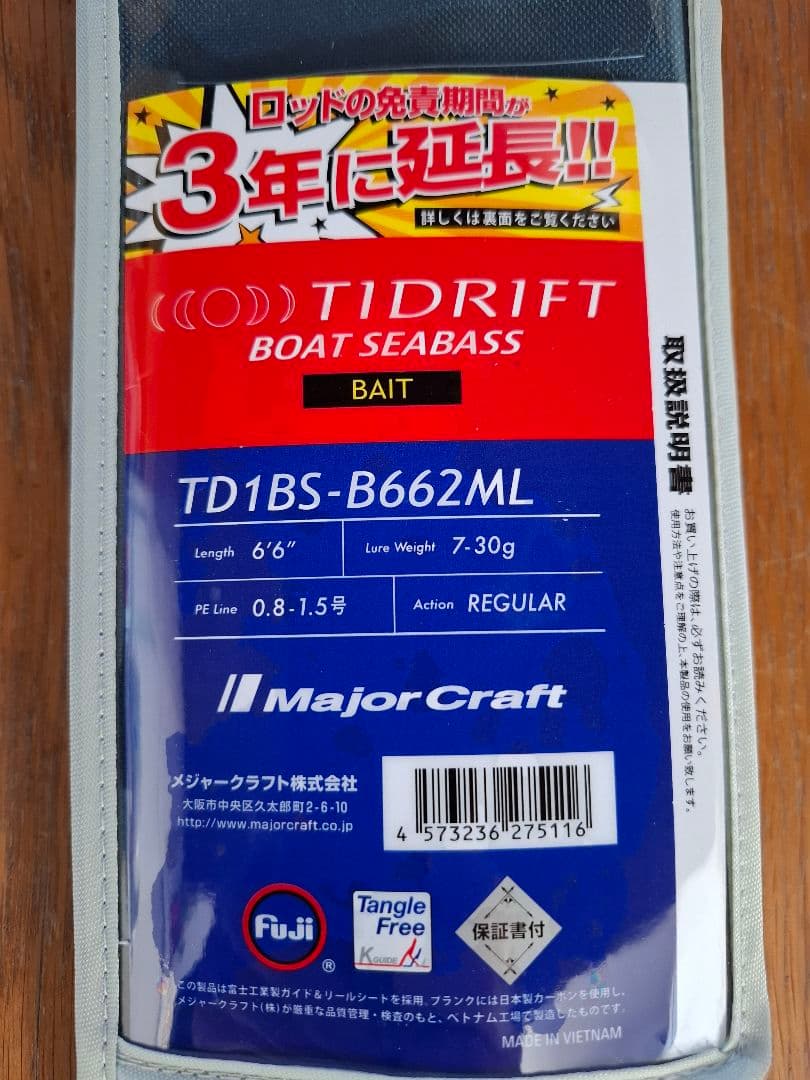 ロッドの免責期間が
3年に延長!!
詳しくは裏面をご覧ください
TIDRIFT
BOAT SEABASS
BAIT
TD1BS-B662ML
Length 6'6" Lure Weight 7-30g
PE Line 0.8-1.5号 Action REGULAR
MajorCraft
メジャークラフト株式会社
大阪市中央区久太郎町2-6-10
http://www.majorcraft.co.jp
4 573236 275116
Fuji
®
Tangle
Free
K GUIDE
保証書付
この製品は富士工業製ガイド&リールシートを採用。ブランクには日本製カーボンを使用し、
メジャークラフト(株)が厳重な品質管理・検査のもと、ベトナム工場で製造したものです。
MADE IN VIETNAM
取扱説明書
お買い上げの際は、必ずお読みください。
使用方法や注意点をご理解の上、本製品の使用をお願い致します。